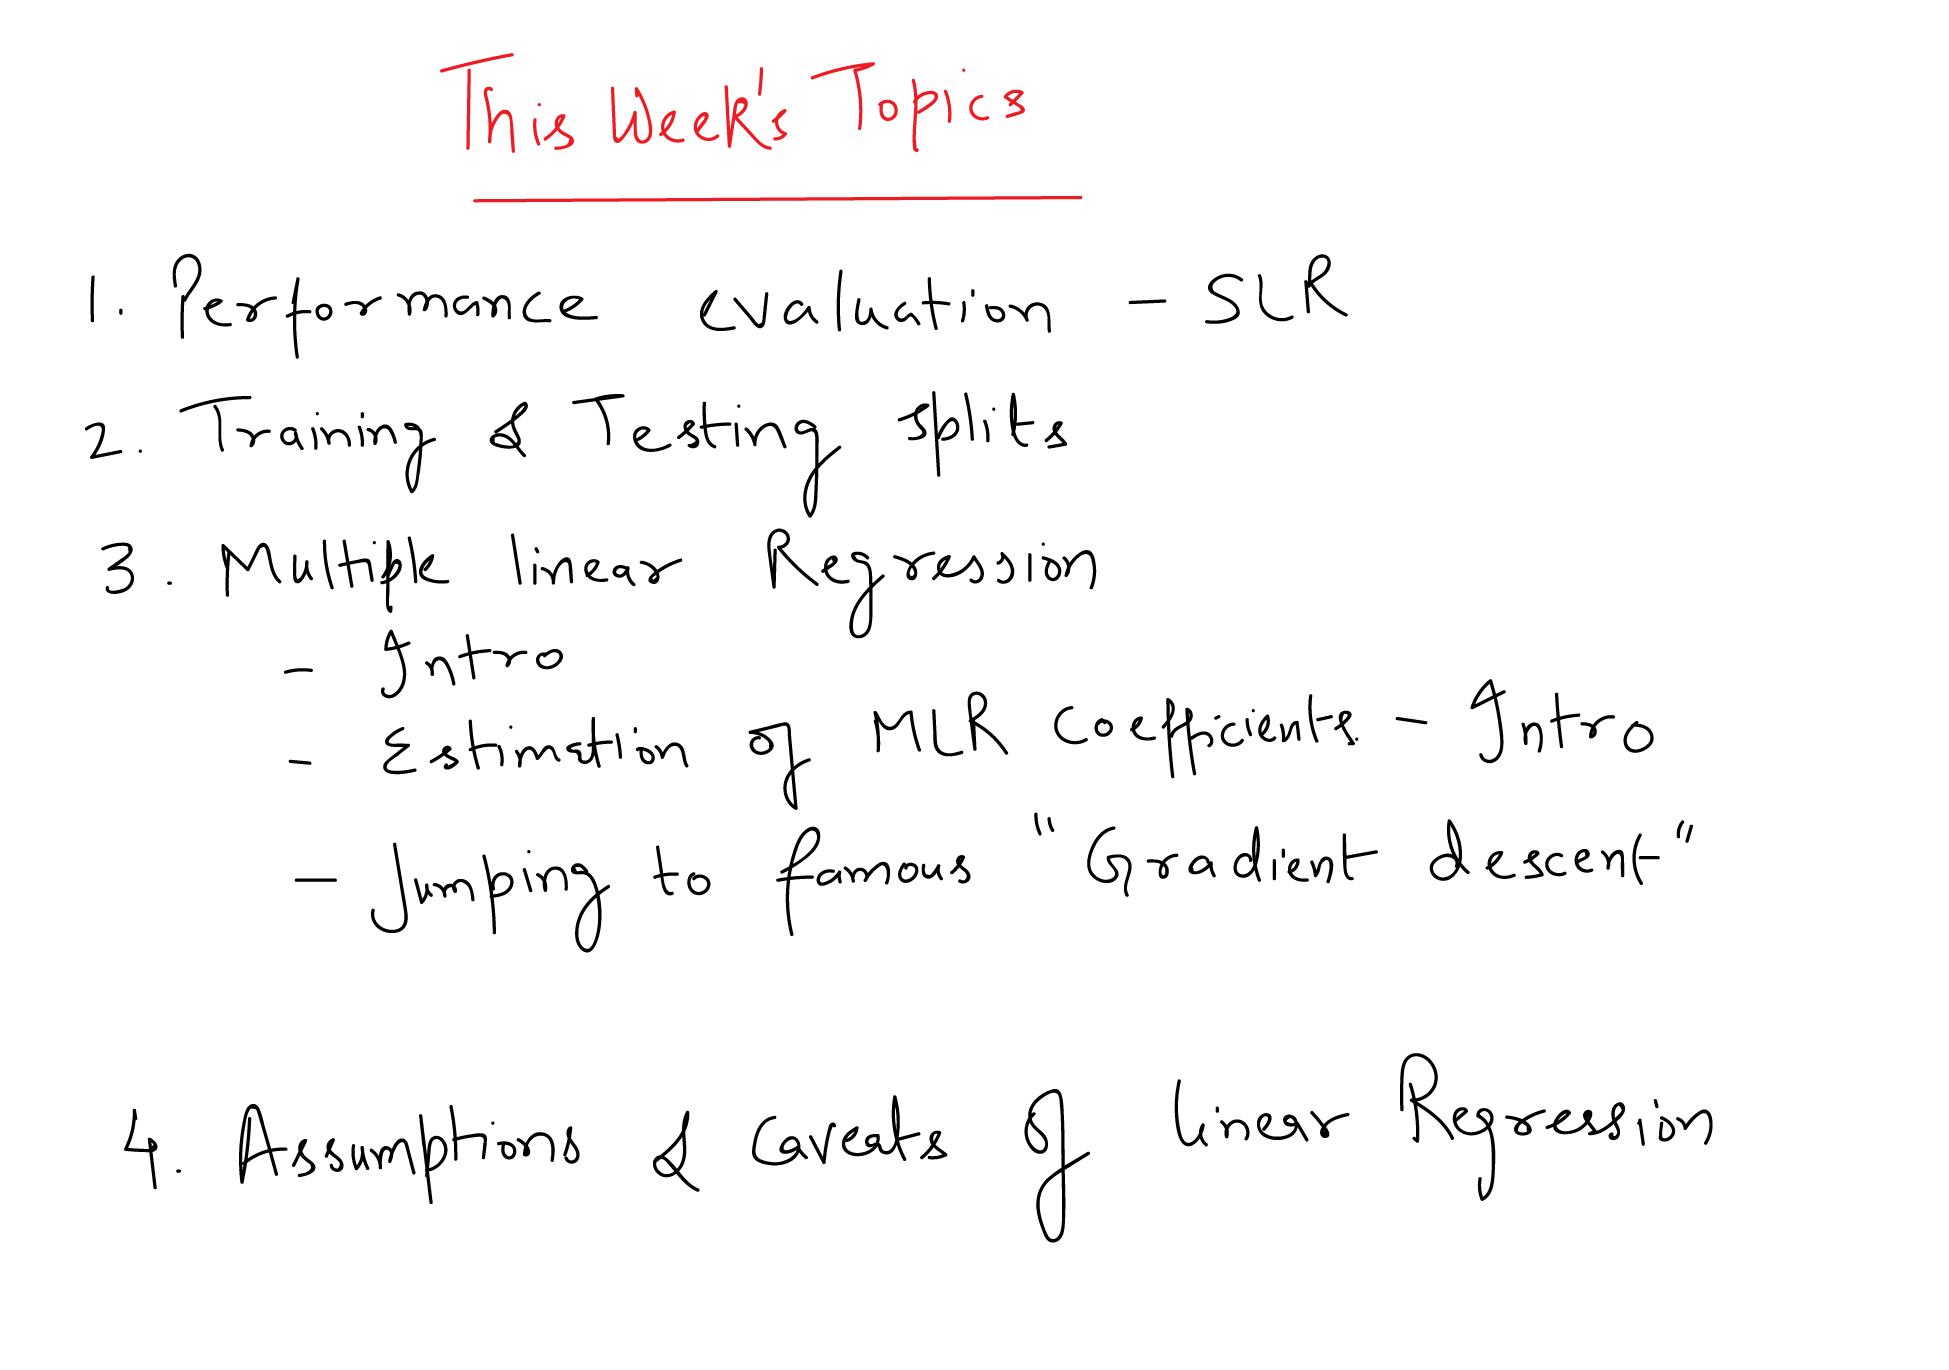 This Week's Topics
1. Performance evaluation - SLR
2. Training & Testing splits
3. Multiple linear Regression
- Intro
- Estimation of MLR Coefficients - Intro
- Jumping to famous "Gradient descent"
4. Assumptions & Caveats of linear Regression